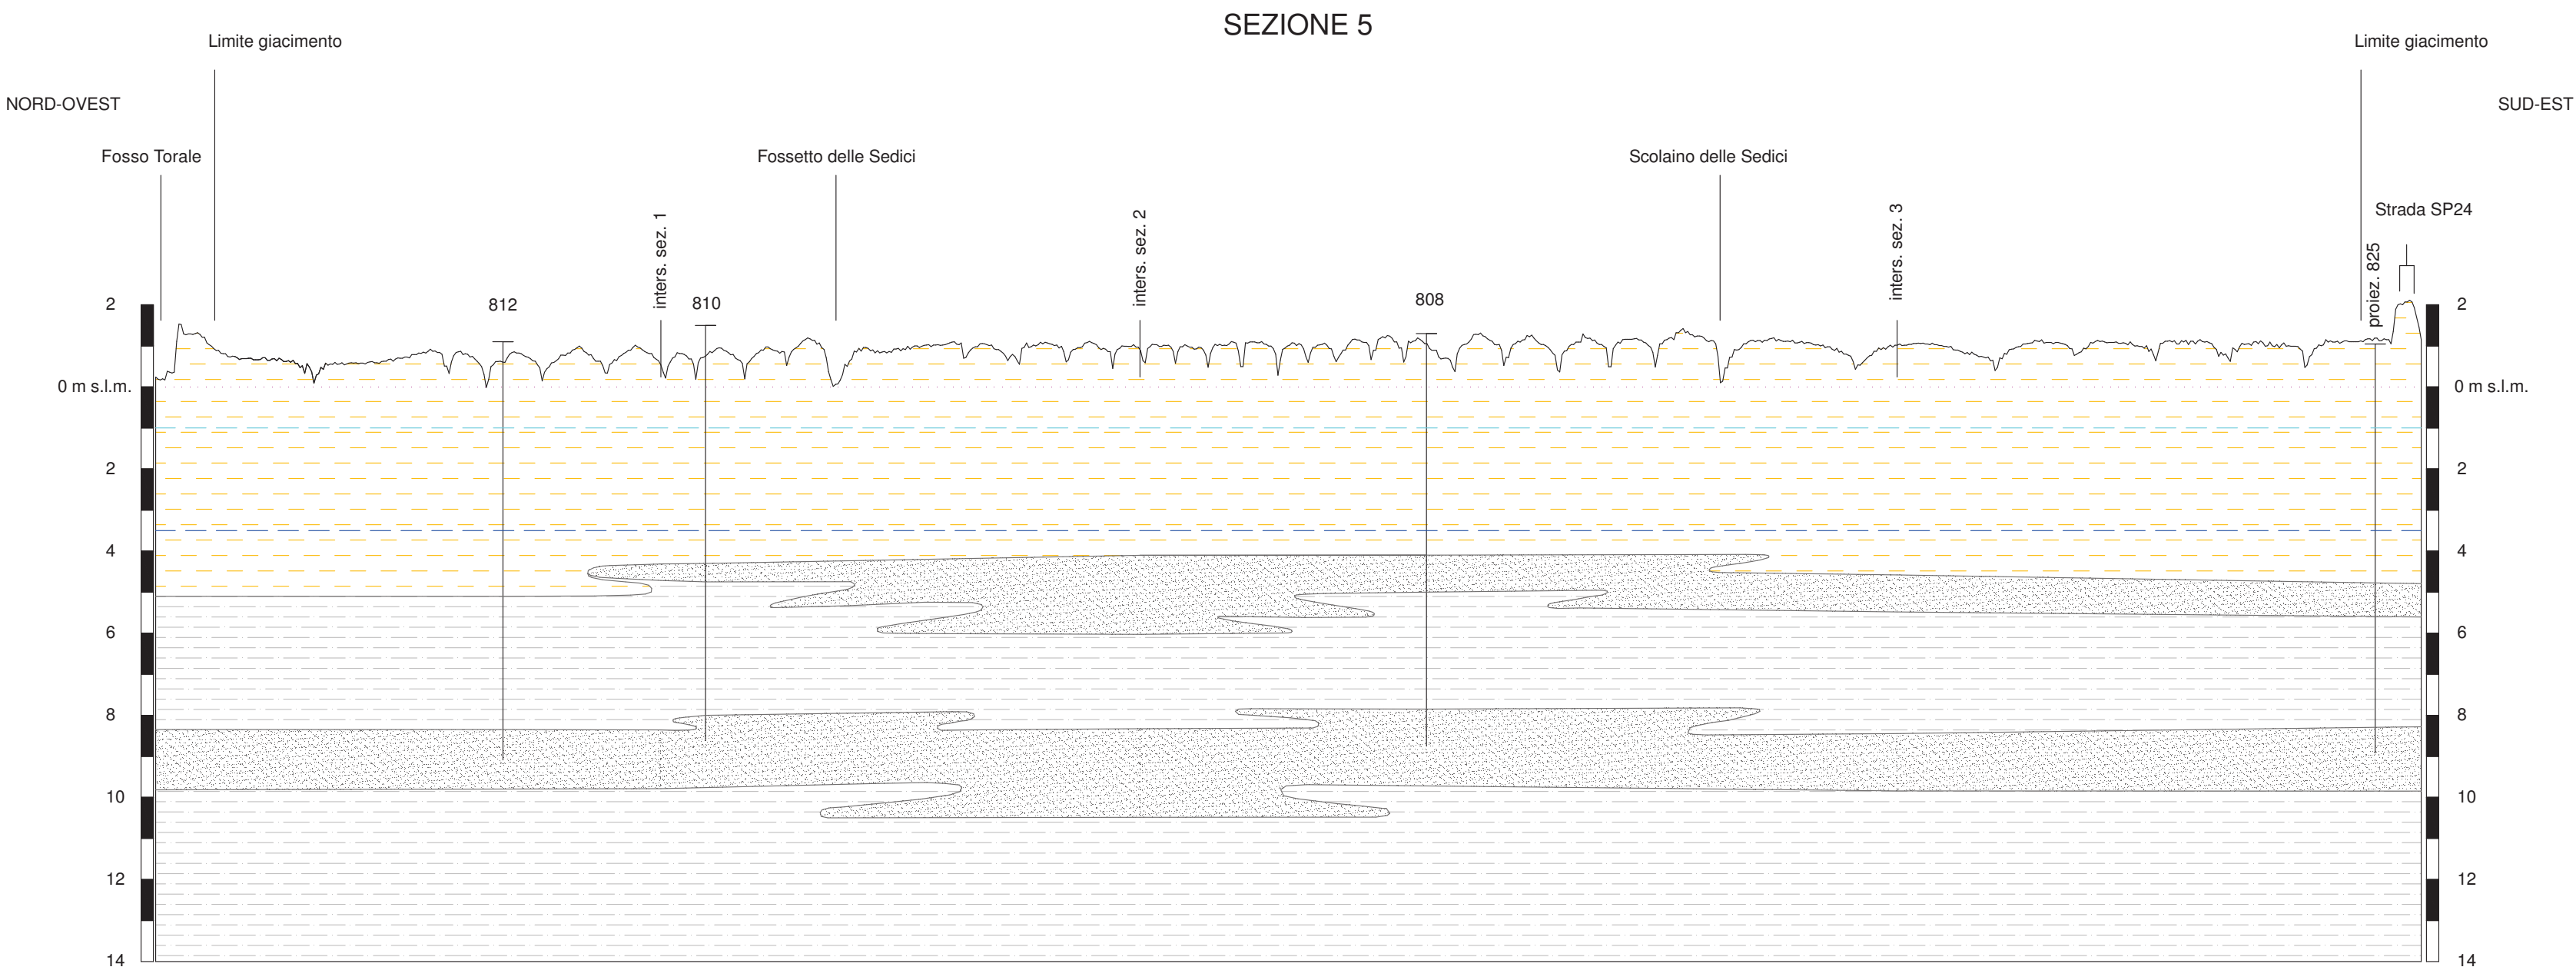 SEZIONE 5
Limite giacimento
Limite giacimento
NORD-OVEST
SUD-EST
Fosso Torale
Fossetto delle Sedici
Scolaino delle Sedici
Strada SP24
inters. sez. 1
inters. sez. 2
inters. sez. 3
proiez. 825
812
810
808
2
2
0 m s.l.m.
0 m s.l.m.
2
2
4
4
6
6
8
8
10
10
12
12
14
14